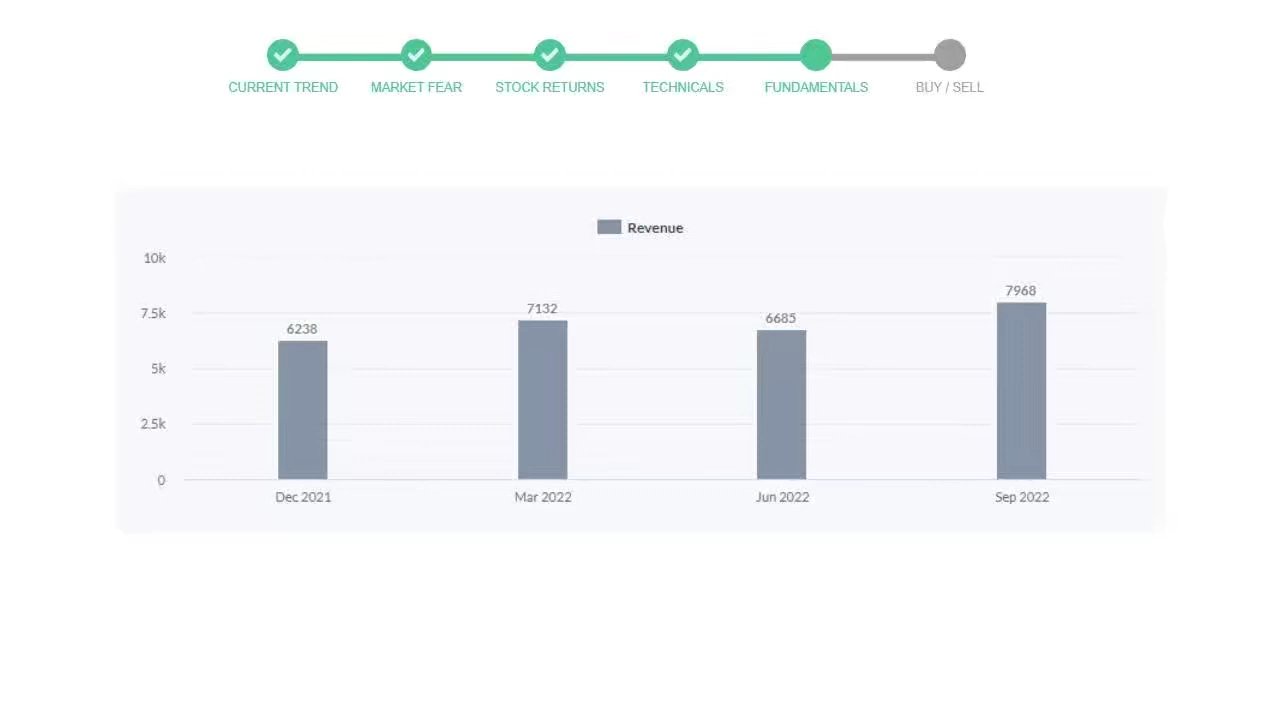 CURRENT TREND MARKET FEAR STOCK RETURNS TECHNICALS FUNDAMENTALS BUY / SELL
Revenue
10k
7968
7132
7.5k
6685
6238
5k
2.5k
0
Dec 2021 Mar 2022 Jun 2022 Sep 2022